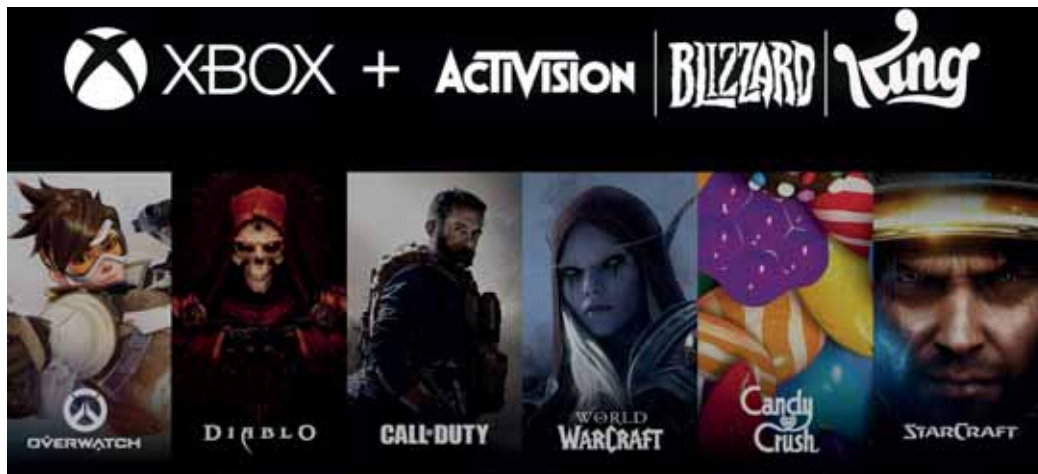 XBOX + ACTIVISION | BLIZZARD | King
OVERWATCH
DIABLO
CALL OF DUTY
WORLD
WARCRAFT
Candy
Crush
STARCRAFT